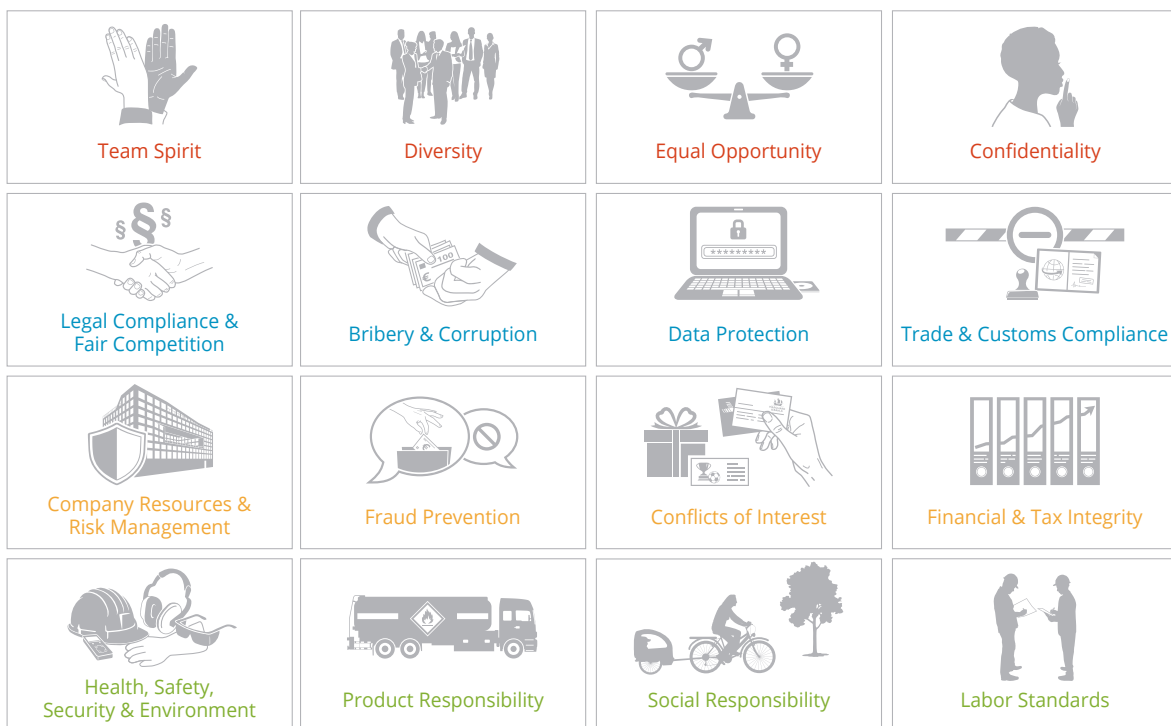 Team Spirit
Diversity
Equal Opportunity
Confidentiality
§ § §
Legal Compliance &
Fair Competition
100
€
Bribery & Corruption
*********
Data Protection
Trade & Customs Compliance
Company Resources &
Risk Management
Fraud Prevention
Conflicts of Interest
Financial & Tax Integrity
Health, Safety,
Security & Environment
Product Responsibility
Social Responsibility
Labor Standards